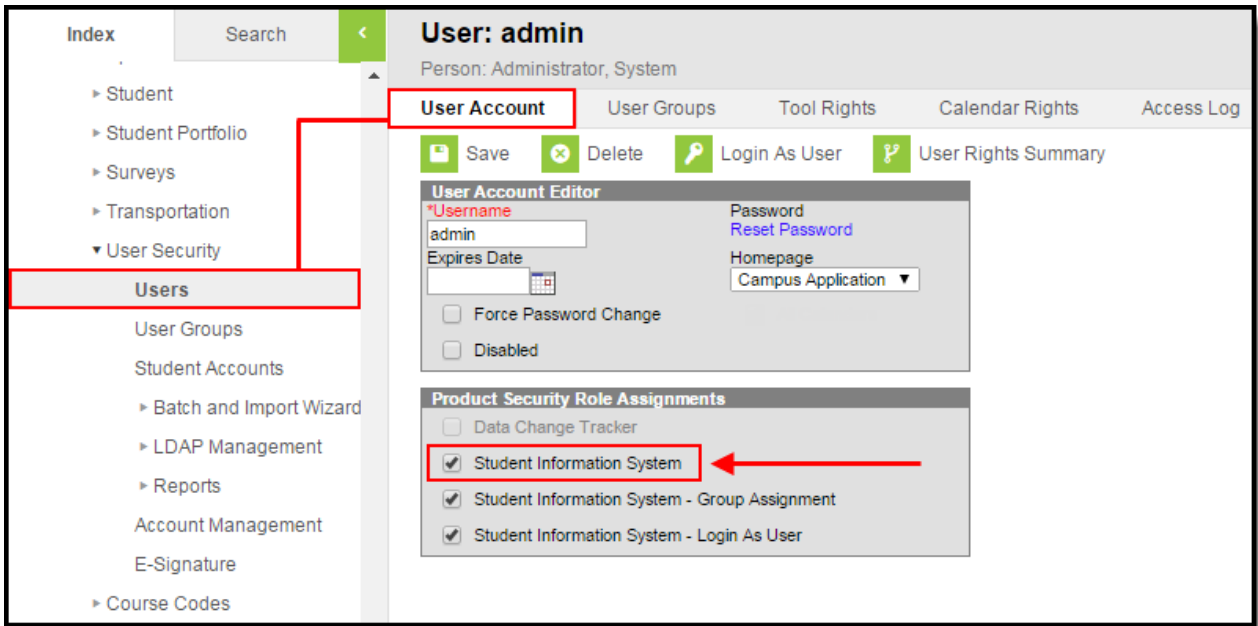 Index
Search
Student
Student Portfolio
Surveys
Transportation
User Security
Users
User Groups
Student Accounts
Batch and Import Wizard
LDAP Management
Reports
Account Management
E-Signature
Course Codes
User: admin
Person: Administrator, System
User Account User Groups Tool Rights Calendar Rights Access Log
Save Delete Login As User User Rights Summary
User Account Editor
*Username Password
admin Reset Password
Expires Date Homepage
Campus Application
Force Password Change
Disabled
Product Security Role Assignments
Data Change Tracker
Student Information System
Student Information System - Group Assignment
Student Information System - Login As User